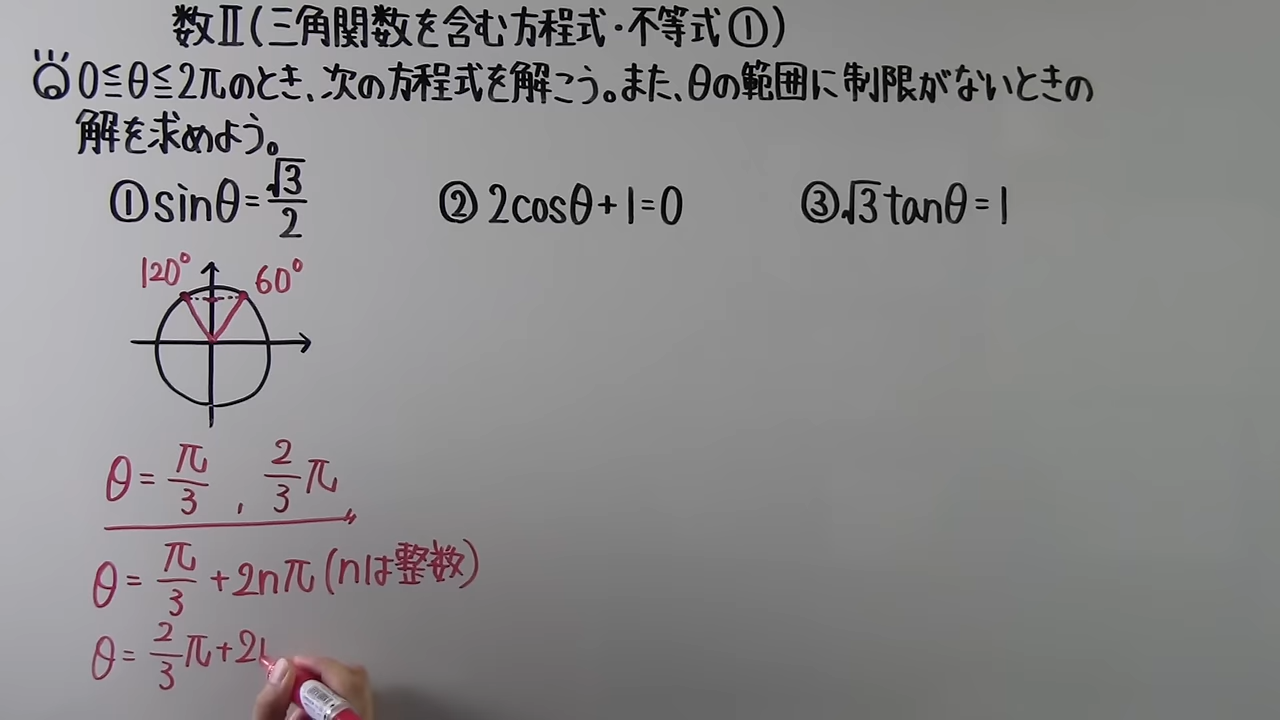 数Ⅱ(三角関数を含む方程式・不等式①)
0≦θ≦2πのとき、次の方程式を解こう。また、θの範囲に制限がないときの
解を求めよう。
①sinθ=√3/2
②2cosθ+1=0
③√3tanθ=1
120° 60°
θ=π/3, 2/3π
θ=π/3+2nπ(nは整数)
θ=2/3π+2